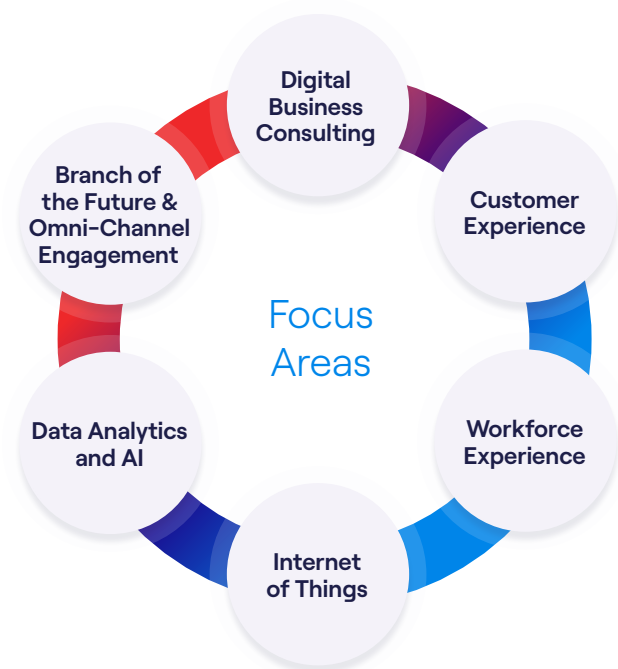 Digital
Business
Consulting
Customer
Experience
Workforce
Experience
Internet
of Things
Data Analytics
and AI
Branch of
the Future &
Omni-Channel
Engagement
Focus
Areas